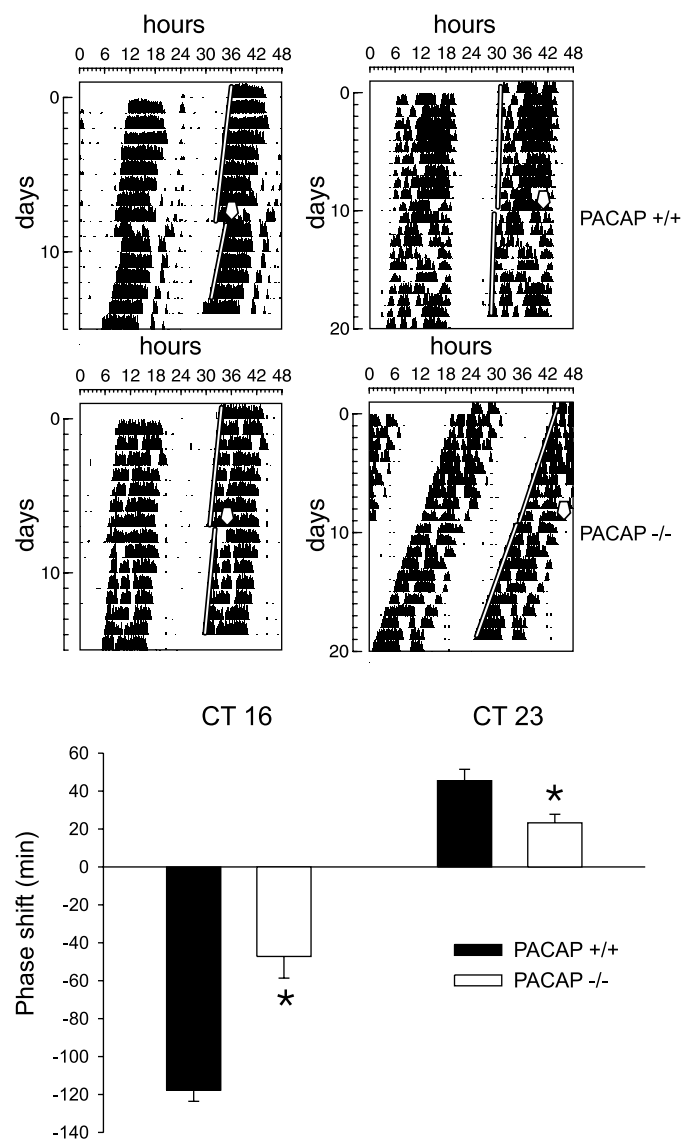 hours hours
0 6 12 18 24 30 36 42 48 0 6 12 18 24 30 36 42 48
0 0
days days
10 10
PACAP +/+
20
hours hours
0 6 12 18 24 30 36 42 48 0 6 12 18 24 30 36 42 48
0 0
days days
10 10
PACAP -/-
20
CT 16 CT 23
Phase shift (min)
60
40
20
0
-20
-40
-60
-80
-100
-120
-140
*
*
PACAP +/+
PACAP -/-